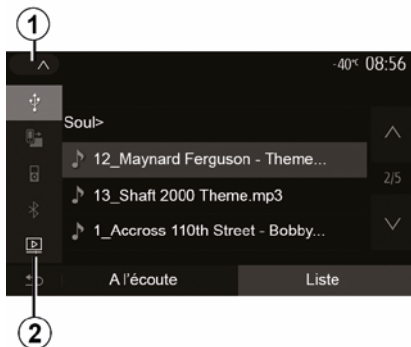 1
-40°C 08:56
Soul>
12_Maynard Ferguson - Theme...
13_Shaft 2000 Theme.mp3
2/5
1_Accross 110th Street - Bobby...
A l'écoute Liste
2